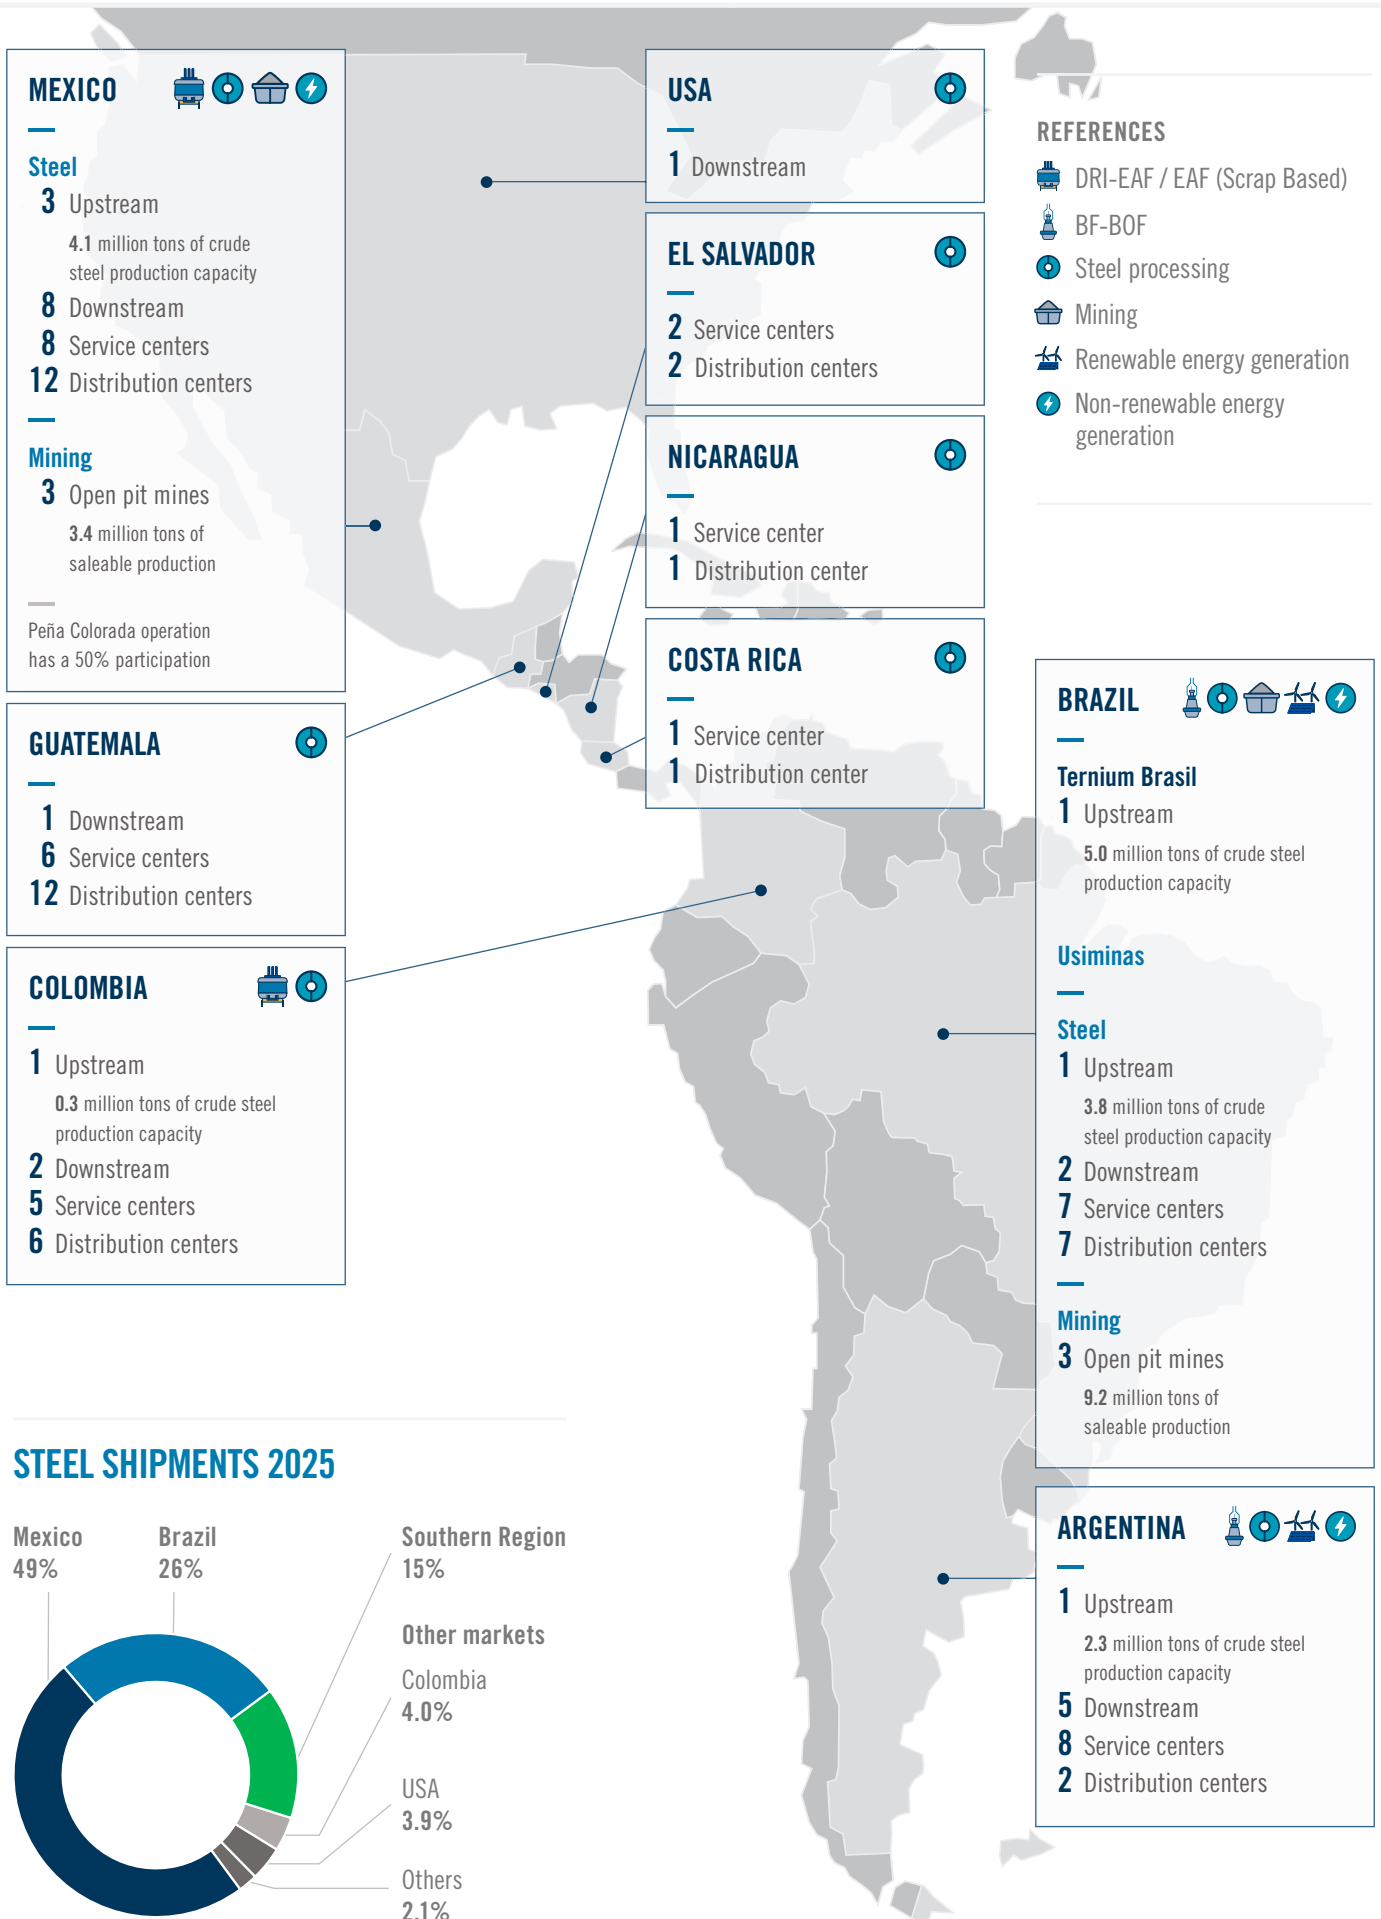 MEXICO
Steel
3 Upstream
4.1 million tons of crude
steel production capacity
8 Downstream
8 Service centers
12 Distribution centers
Mining
3 Open pit mines
3.4 million tons of
saleable production
Peña Colorada operation
has a 50% participation
GUATEMALA
1 Downstream
6 Service centers
12 Distribution centers
COLOMBIA
1 Upstream
0.3 million tons of crude steel
production capacity
2 Downstream
5 Service centers
6 Distribution centers
USA
1 Downstream
EL SALVADOR
2 Service centers
2 Distribution centers
NICARAGUA
1 Service center
1 Distribution center
COSTA RICA
1 Service center
1 Distribution center
REFERENCES
DRI-EAF / EAF (Scrap Based)
BF-BOF
Steel processing
Mining
Renewable energy generation
Non-renewable energy
generation
BRAZIL
Ternium Brasil
1 Upstream
5.0 million tons of crude steel
production capacity
Usiminas
Steel
1 Upstream
3.8 million tons of crude
steel production capacity
2 Downstream
7 Service centers
7 Distribution centers
Mining
3 Open pit mines
9.2 million tons of
saleable production
ARGENTINA
1 Upstream
2.3 million tons of crude steel
production capacity
5 Downstream
8 Service centers
2 Distribution centers
STEEL SHIPMENTS 2025
Mexico
49%
Brazil
26%
Southern Region
15%
Other markets
Colombia
4.0%
USA
3.9%
Others
2.1%